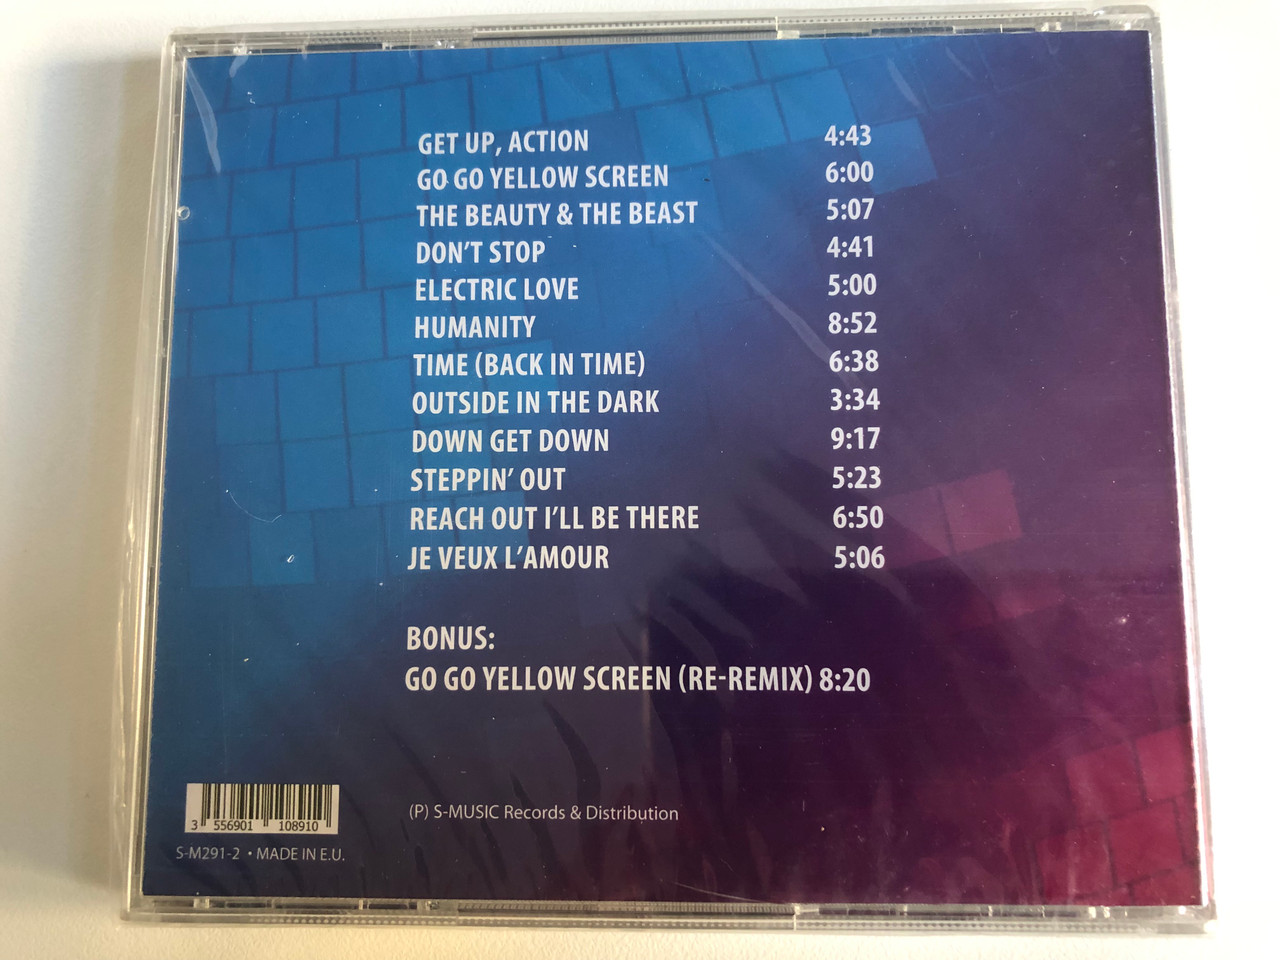 GET UP, ACTION 4:43
GO GO YELLOW SCREEN 6:00
THE BEAUTY & THE BEAST 5:07
DON'T STOP 4:41
ELECTRIC LOVE 5:00
HUMANITY 8:52
TIME (BACK IN TIME) 6:38
OUTSIDE IN THE DARK 3:34
DOWN GET DOWN 9:17
STEPPIN' OUT 5:23
REACH OUT I'LL BE THERE 6:50
JE VEUX L'AMOUR 5:06
BONUS:
GO GO YELLOW SCREEN (RE-REMIX) 8:20
3 556901 108910
(P) S-MUSIC Records & Distribution
S-M291-2 • MADE IN E.U.